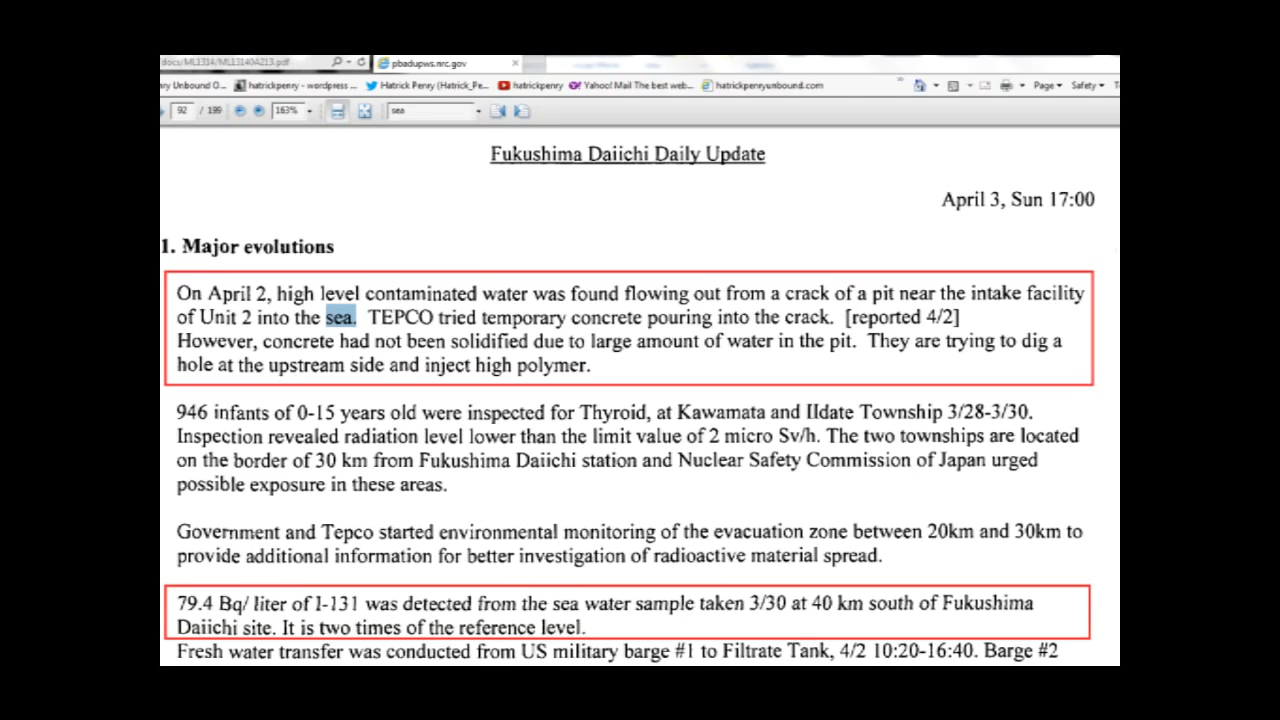 docs/ML1314/ML13140A213.pdf
pbadupws.nrc.gov
ry Unbound O... hatrickpenry - wordpress ... Hatrick Penry (Hatrick_Pe... hatrickpenry Yahoo! Mail The best web... hatrickpenryunbound.com Page Safety
92 / 199 163% sea
Fukushima Daiichi Daily Update
April 3, Sun 17:00
1. Major evolutions
On April 2, high level contaminated water was found flowing out from a crack of a pit near the intake facility
of Unit 2 into the sea. TEPCO tried temporary concrete pouring into the crack. [reported 4/2]
However, concrete had not been solidified due to large amount of water in the pit. They are trying to dig a
hole at the upstream side and inject high polymer.
946 infants of 0-15 years old were inspected for Thyroid, at Kawamata and IIdate Township 3/28-3/30.
Inspection revealed radiation level lower than the limit value of 2 micro Sv/h. The two townships are located
on the border of 30 km from Fukushima Daiichi station and Nuclear Safety Commission of Japan urged
possible exposure in these areas.
Government and Tepco started environmental monitoring of the evacuation zone between 20km and 30km to
provide additional information for better investigation of radioactive material spread.
79.4 Bq/ liter of I-131 was detected from the sea water sample taken 3/30 at 40 km south of Fukushima
Daiichi site. It is two times of the reference level.
Fresh water transfer was conducted from US military barge #1 to Filtrate Tank, 4/2 10:20-16:40. Barge #2